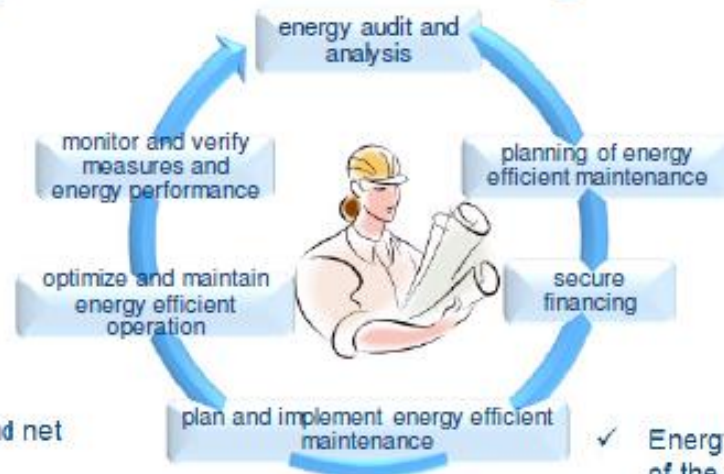 energy audit and
analysis
monitor and verify
measures and
energy performance
planning of energy
efficient maintenance
optimize and maintain
energy efficient
operation
secure
financing
plan and implement energy efficient
maintenance
d net
✓ Energy
of the